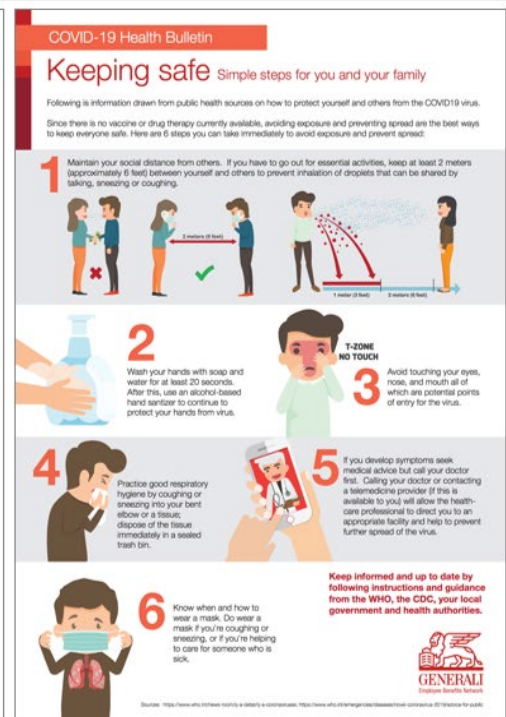 COVID-19 Health Bulletin
Keeping safe Simple steps for you and your family
Following is information drawn from public health sources on how to protect yourself and others from the COVID19 virus.
Since there is no vaccine or drug therapy currently available, avoiding exposure and preventing spread are the best ways
to keep everyone safe. Here are 6 steps you can take immediately to avoid exposure and prevent spread:
1
Maintain your social distance from others. If you have to go out for essential activities, keep at least 2 meters
(approximately 6 feet) between yourself and others to prevent inhalation of droplets that can be shared by
talking, sneezing or coughing.
2 meters (6 feet)
1 meter (3 feet)
2 meters (6 feet)
2
Wash your hands with soap and
water for at least 20 seconds.
After this, use an alcohol-based
hand sanitizer to continue to
protect your hands from virus.
T-ZONE
NO TOUCH
3
Avoid touching your eyes,
nose, and mouth all of
which are potential points
of entry for the virus.
4
Practice good respiratory
hygiene by coughing or
sneezing into your bent
elbow or a tissue;
dispose of the tissue
immediately in a sealed
trash bin.
5
If you develop symptoms seek
medical advice but call your doctor
first. Calling your doctor or contacting
a telemedicine provider (if this is
available to you) will allow the health-
care professional to direct you to an
appropriate facility and help to prevent
further spread of the virus.
6
Know when and how to
wear a mask. Do wear a
mask if you're coughing or
sneezing, or if you're helping
to care for someone who is
sick.
Keep informed and up to date by
following instructions and guidance
from the WHO, the CDC, your local
government and health authorities.
GENERALI
Employee Benefits Network
Sources: